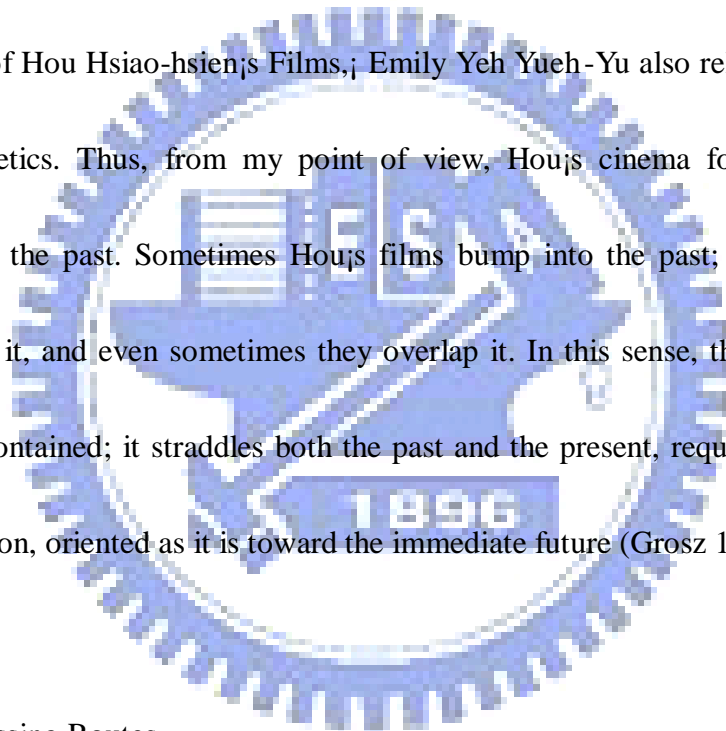 of Hou Hsiao-hsien¡s Films,¡ Emily Yeh Yueh-Yu also re
etics. Thus, from my point of view, Hou¡s cinema fo
the past. Sometimes Hou¡s films bump into the past;
it, and even sometimes they overlap it. In this sense, th
ontained; it straddles both the past and the present, requ
1896
on, oriented as it is toward the immediate future (Grosz 1
Routes